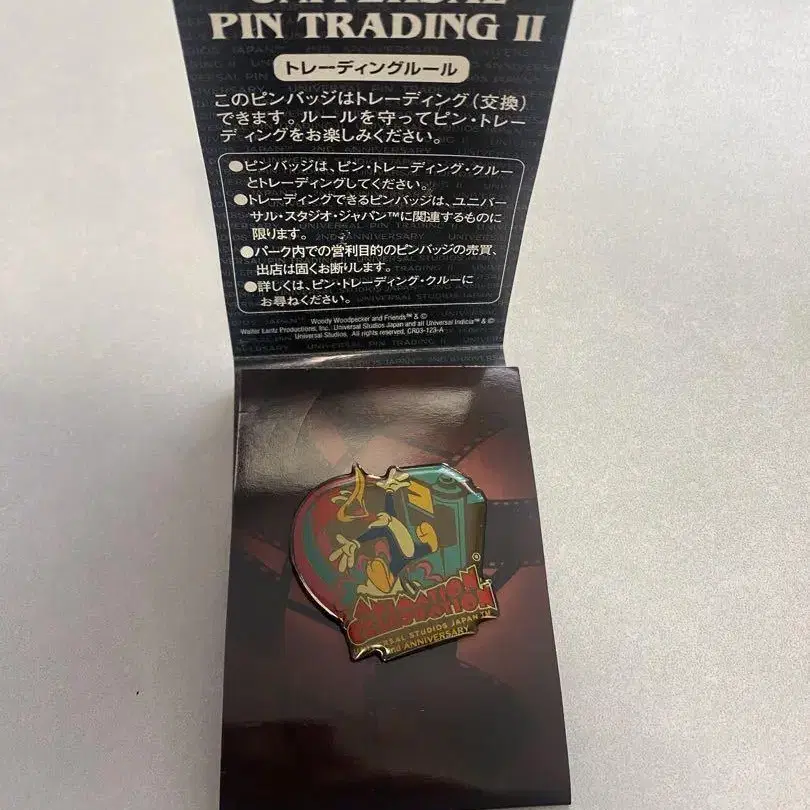 UNIVERSAL
PIN TRADING II
トレーディングルール
このピンバッジはトレーディング(交換)
できます。ルールを守ってピン・トレー
ディングをお楽しみください。
●ピンバッジは、ピン・トレーディング・クルー
とトレーディングしてください。
●トレーディングできるピンバッジは、ユニバー
サル・スタジオ・ジャパン™に関連するものに
限ります。
●パーク内での営利目的のピンバッジの売買、
出店は固くお断りします。
●詳しくは、ピン・トレーディング・クルーに
お尋ねください。
Woody Woodpecker and Friends™ & ©
Walter Lantz Productions, Inc. Universal Studios Japan and all Universal Indicia™ & ©
Universal Studios. All rights reserved. CR03-123-A
®
ANIMATION
CELEBRATION
UNIVERSAL STUDIOS JAPAN™
2nd ANNIVERSARY